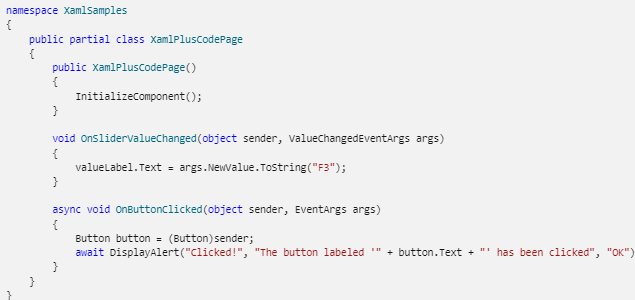 namespace XamlSamples
{
    public partial class XamlPlusCodePage
    {
        public XamlPlusCodePage()
        {
            InitializeComponent();
        }

        void OnSliderValueChanged(object sender, ValueChangedEventArgs args)
        {
            valueLabel.Text = args.NewValue.ToString("F3");
        }

        async void OnButtonClicked(object sender, EventArgs args)
        {
            Button button = (Button)sender;
            await DisplayAlert("Clicked!", "The button labeled '" + button.Text + "' has been clicked", "OK")
        }
    }
}